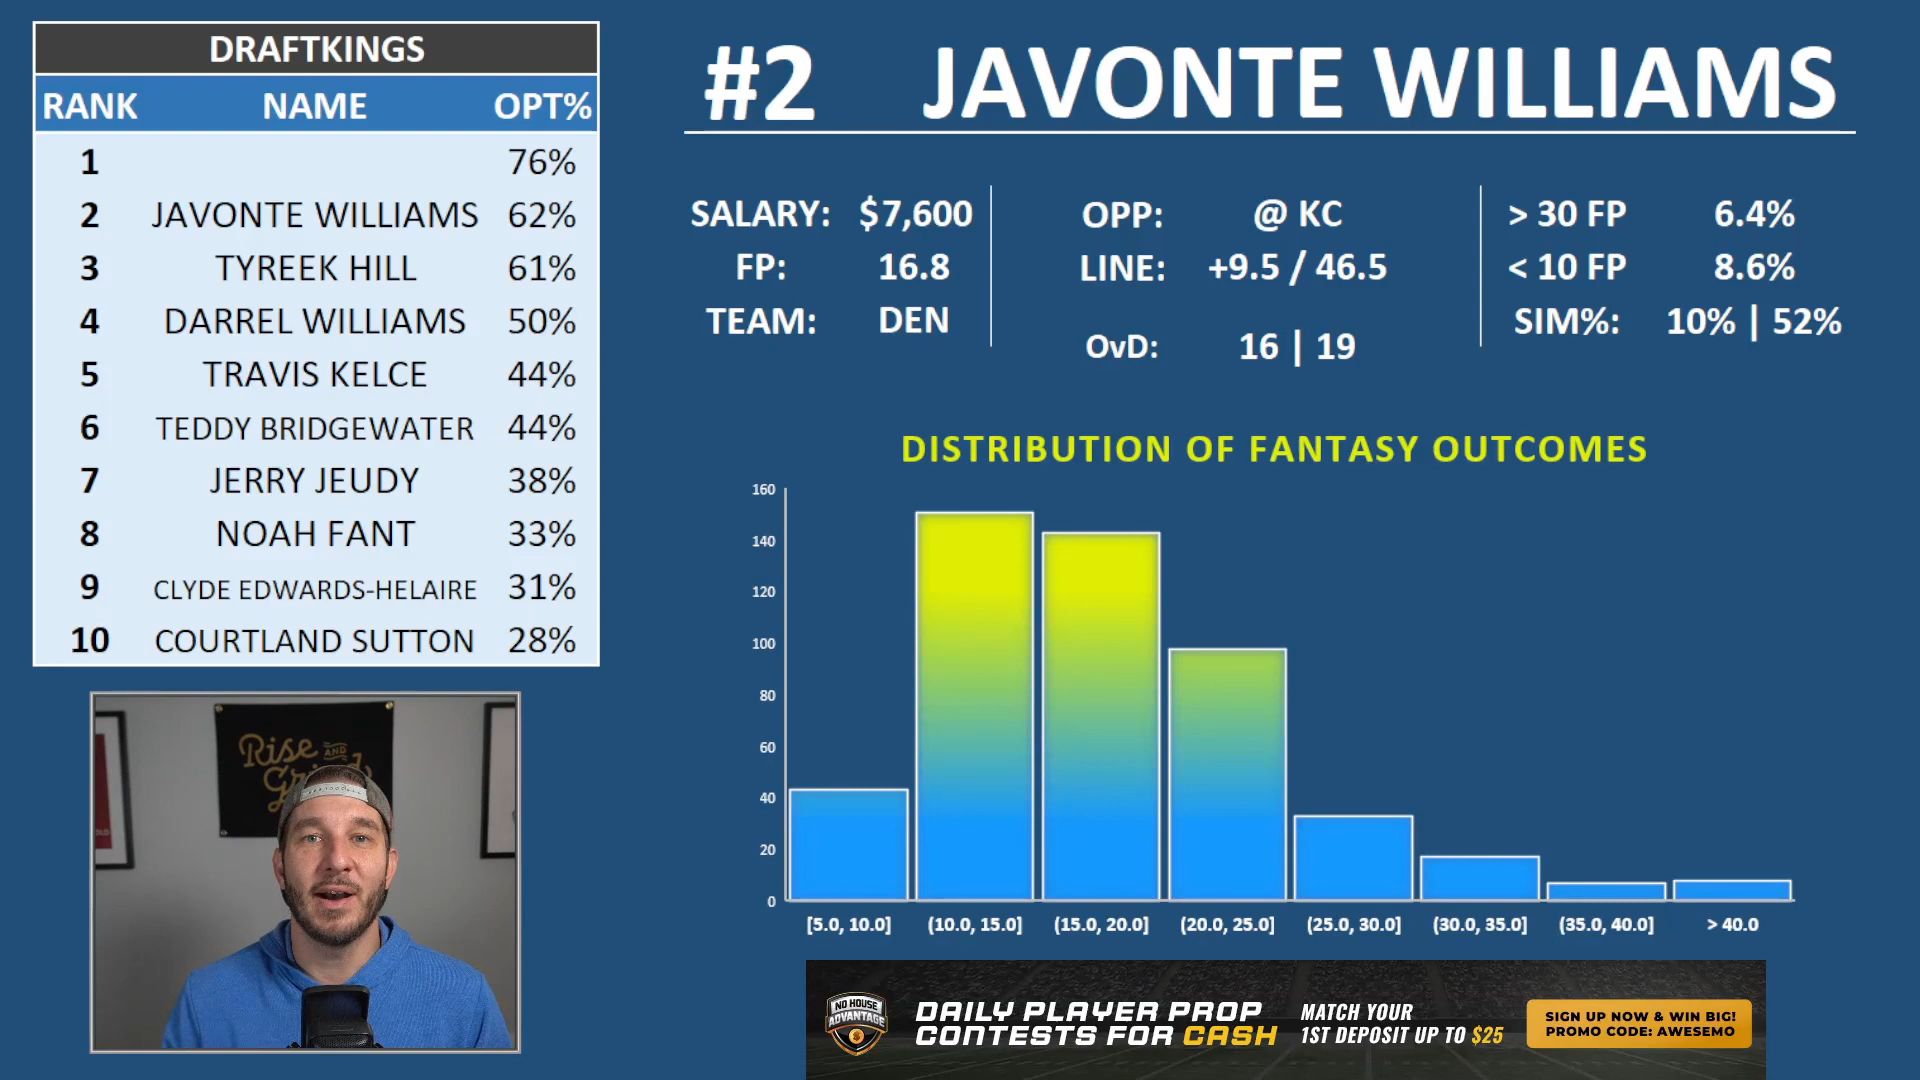 DRAFTKINGS
RANK NAME OPT%
1 76%
2 JAVONTE WILLIAMS 62%
3 TYREEK HILL 61%
4 DARREL WILLIAMS 50%
5 TRAVIS KELCE 44%
6 TEDDY BRIDGEWATER 44%
7 JERRY JEUDY 38%
8 NOAH FANT 33%
9 CLYDE EDWARDS-HELAIRE 31%
10 COURTLAND SUTTON 28%
#2 JAVONTE WILLIAMS
SALARY: $7,600
FP: 16.8
TEAM: DEN
OPP: @ KC
LINE: +9.5 / 46.5
OvD: 16 | 19
> 30 FP 6.4%
< 10 FP 8.6%
SIM%: 10% | 52%
DISTRIBUTION OF FANTASY OUTCOMES
160
140
120
100
80
60
40
20
0
[5.0, 10.0] (10.0, 15.0] (15.0, 20.0] (20.0, 25.0] (25.0, 30.0] (30.0, 35.0] (35.0, 40.0] > 40.0
Rise AND
NO HOUSE
ADVANTAGE
DAILY PLAYER PROP
CONTESTS FOR CASH
MATCH YOUR
1ST DEPOSIT UP TO $25
SIGN UP NOW & WIN BIG!
PROMO CODE: AWESEMO